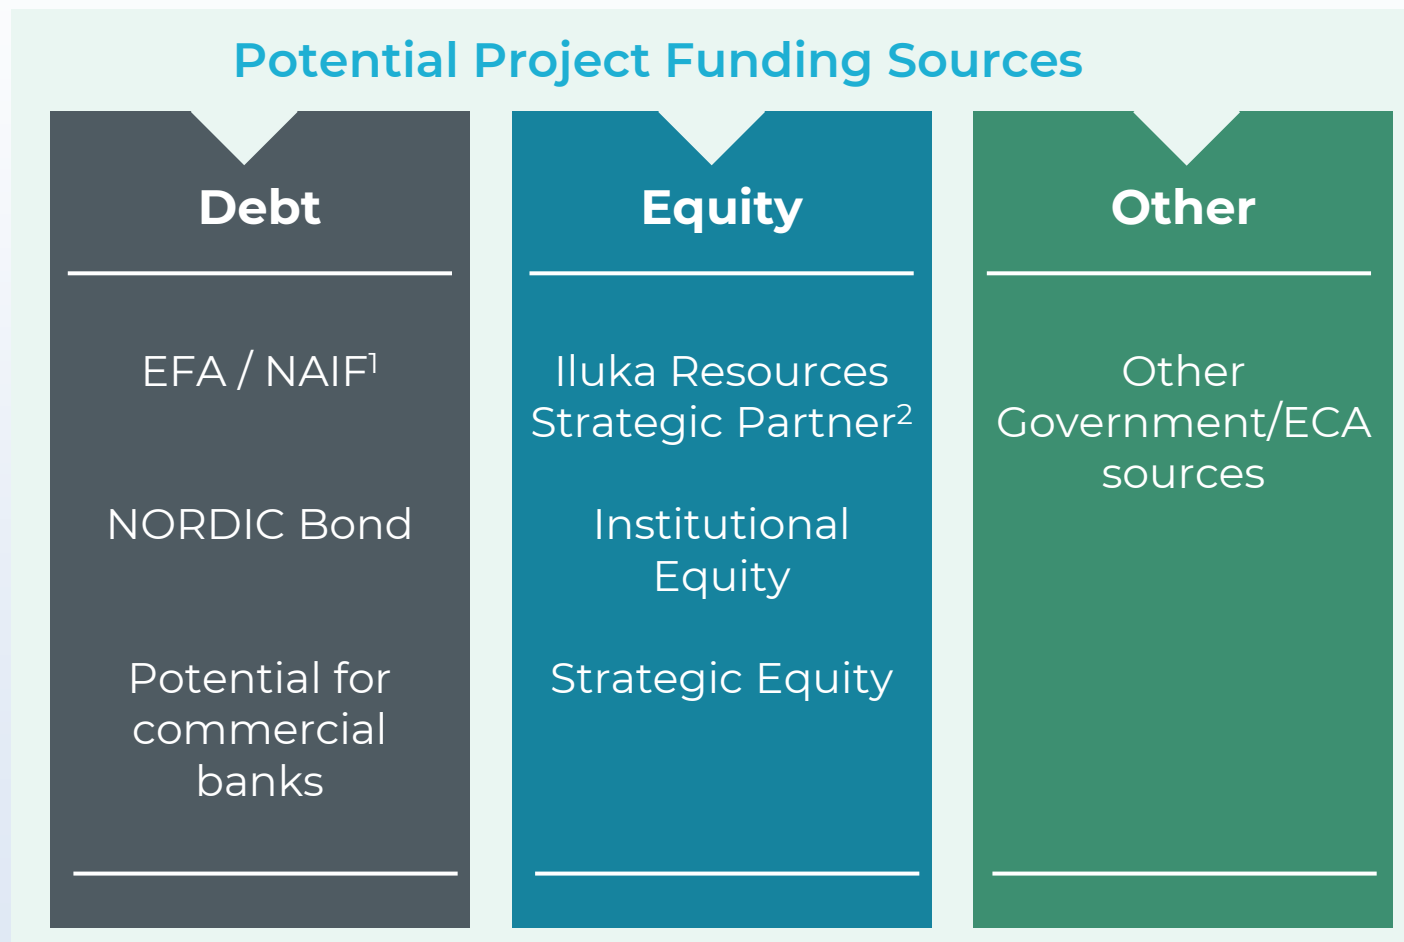 Potential Project Funding Sources
Debt
EFA / NAIF¹
NORDIC Bond
Potential for
commercial
banks
Equity
Iluka Resources
Strategic Partner²
Institutional
Equity
Strategic Equity
Other
Other
Government/ECA
sources